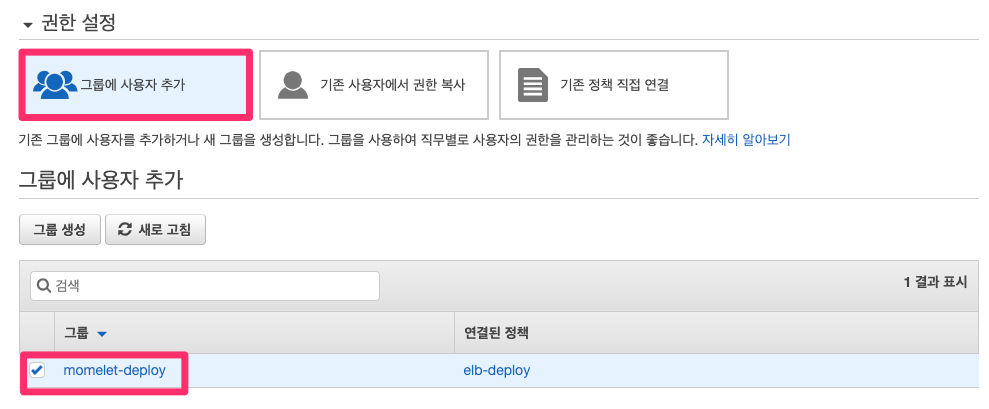 권한 설정
그룹에 사용자 추가
기존 사용자에서 권한 복사
기존 정책 직접 연결
기존 그룹에 사용자를 추가하거나 새 그룹을 생성합니다. 그룹을 사용하여 직무별로 사용자의 권한을 관리하는 것이 좋습니다. 자세히 알아보기
그룹에 사용자 추가
그룹 생성
새로 고침
검색
1 결과 표시
그룹
연결된 정책
momelet-deploy
elb-deploy